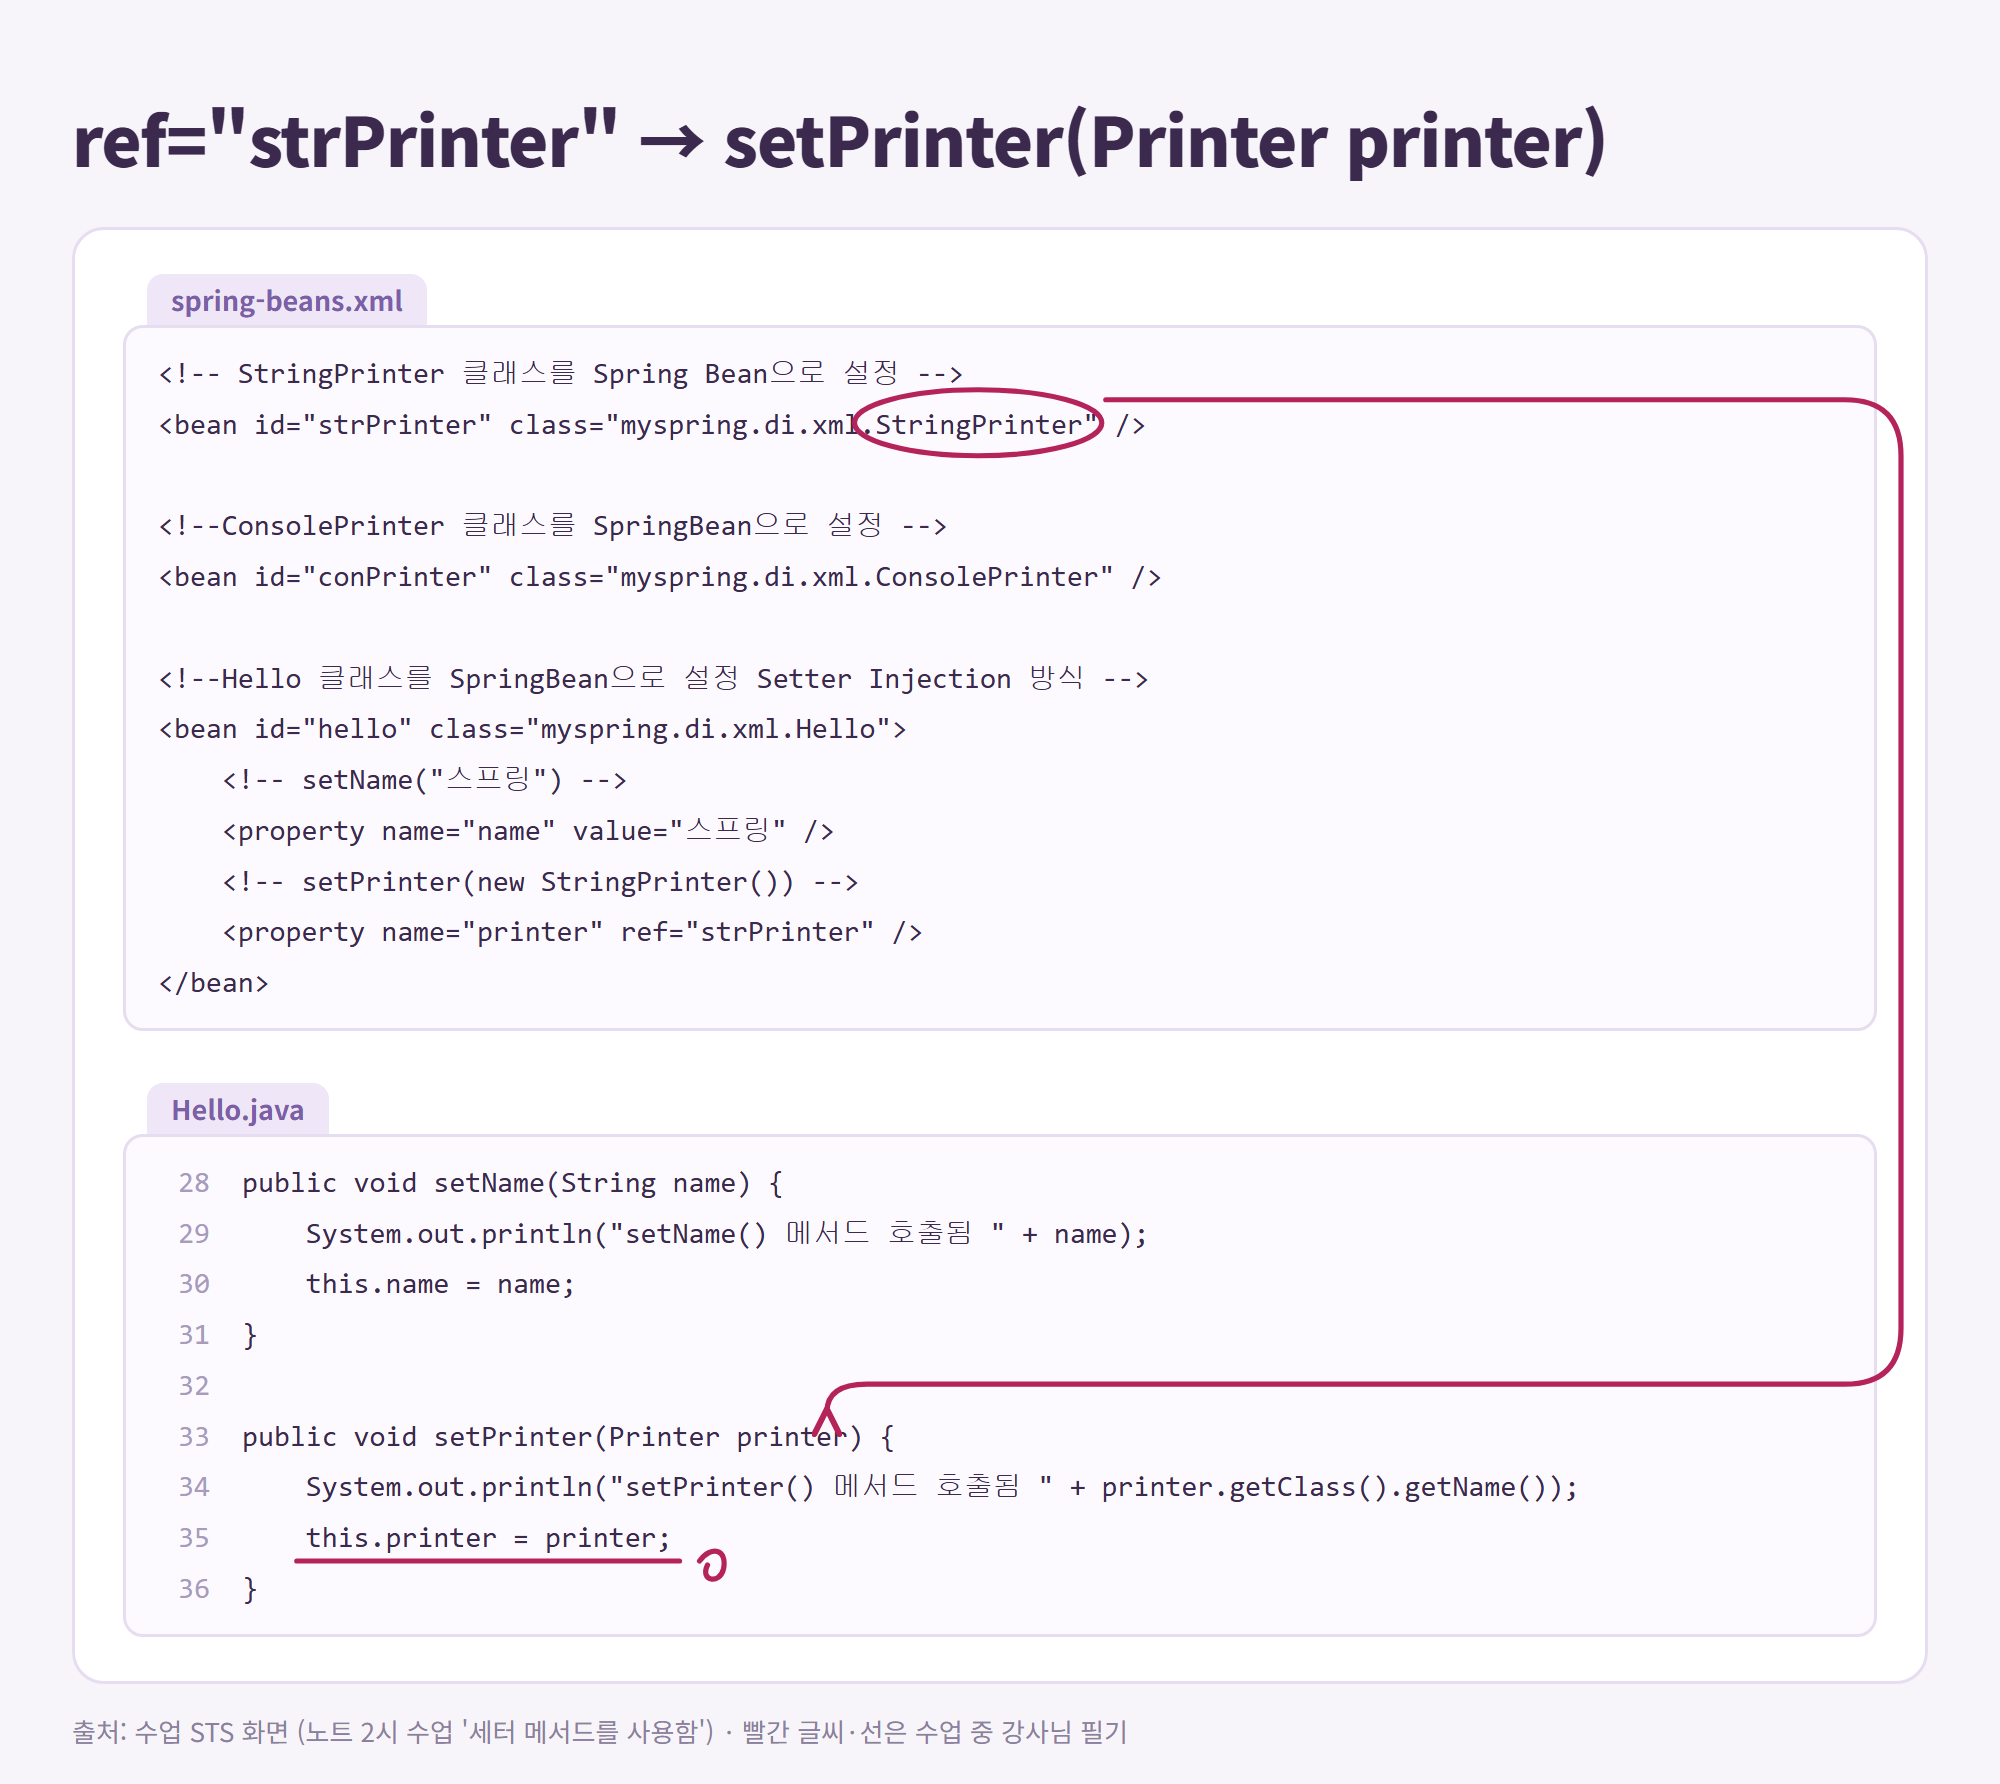 ref="strPrinter" → setPrinter(Printer printer)
spring-beans.xml
<!-- StringPrinter 클래스를 Spring Bean으로 설정 -->
<bean id="strPrinter" class="myspring.di.xml.StringPrinter" />
<!--ConsolePrinter 클래스를 SpringBean으로 설정 -->
<bean id="conPrinter" class="myspring.di.xml.ConsolePrinter" />
<!--Hello 클래스를 SpringBean으로 설정 Setter Injection 방식 -->
<bean id="hello" class="myspring.di.xml.Hello">
<!-- setName("스프링") -->
<property name="name" value="스프링" />
<!-- setPrinter(new StringPrinter()) -->
<property name="printer" ref="strPrinter" />
</bean>
Hello.java
28 public void setName(String name) {
29 System.out.println("setName() 메서드 호출됨 " + name);
30 this.name = name;
31 }
32
33 public void setPrinter(Printer printer) {
34 System.out.println("setPrinter() 메서드 호출됨 " + printer.getClass().getName());
35 this.printer = printer;
36 }
출처: 수업 STS 화면 (노트 2시 수업 '세터 메서드를 사용함') · 빨간 글씨·선은 수업 중 강사님 필기